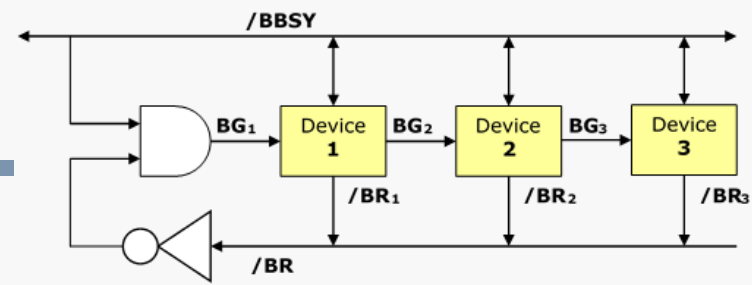 /BBSY
BG₁
Device
1
BG₂
Device
2
BG₃
Device
3
/BR₁
/BR₂
/BR₃
/BR